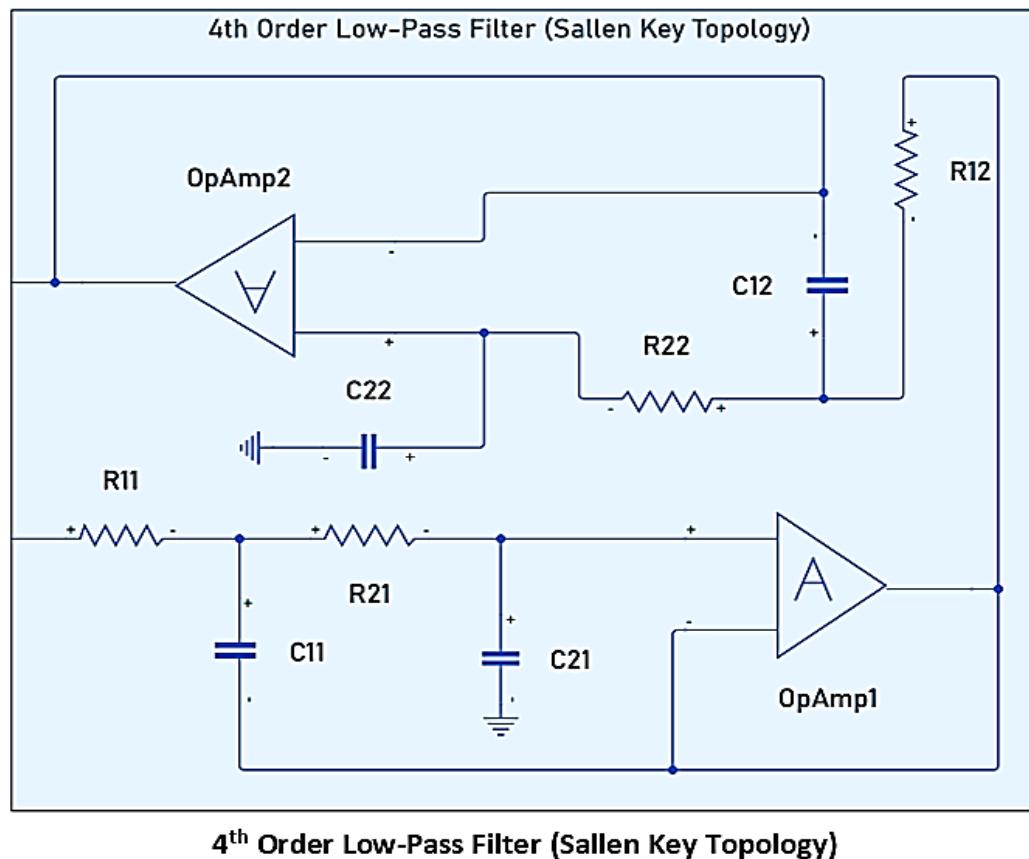 4th Order Low-Pass Filter (Sallen Key Topology)
OpAmp2
A
R12
+
-
-
C12
+
-
+
R22
-
+
C22
-
+
R11
+
-
+
R21
-
+
-
C11
+
-
C21
+
-
A
OpAmp1
4th Order Low-Pass Filter (Sallen Key Topology)